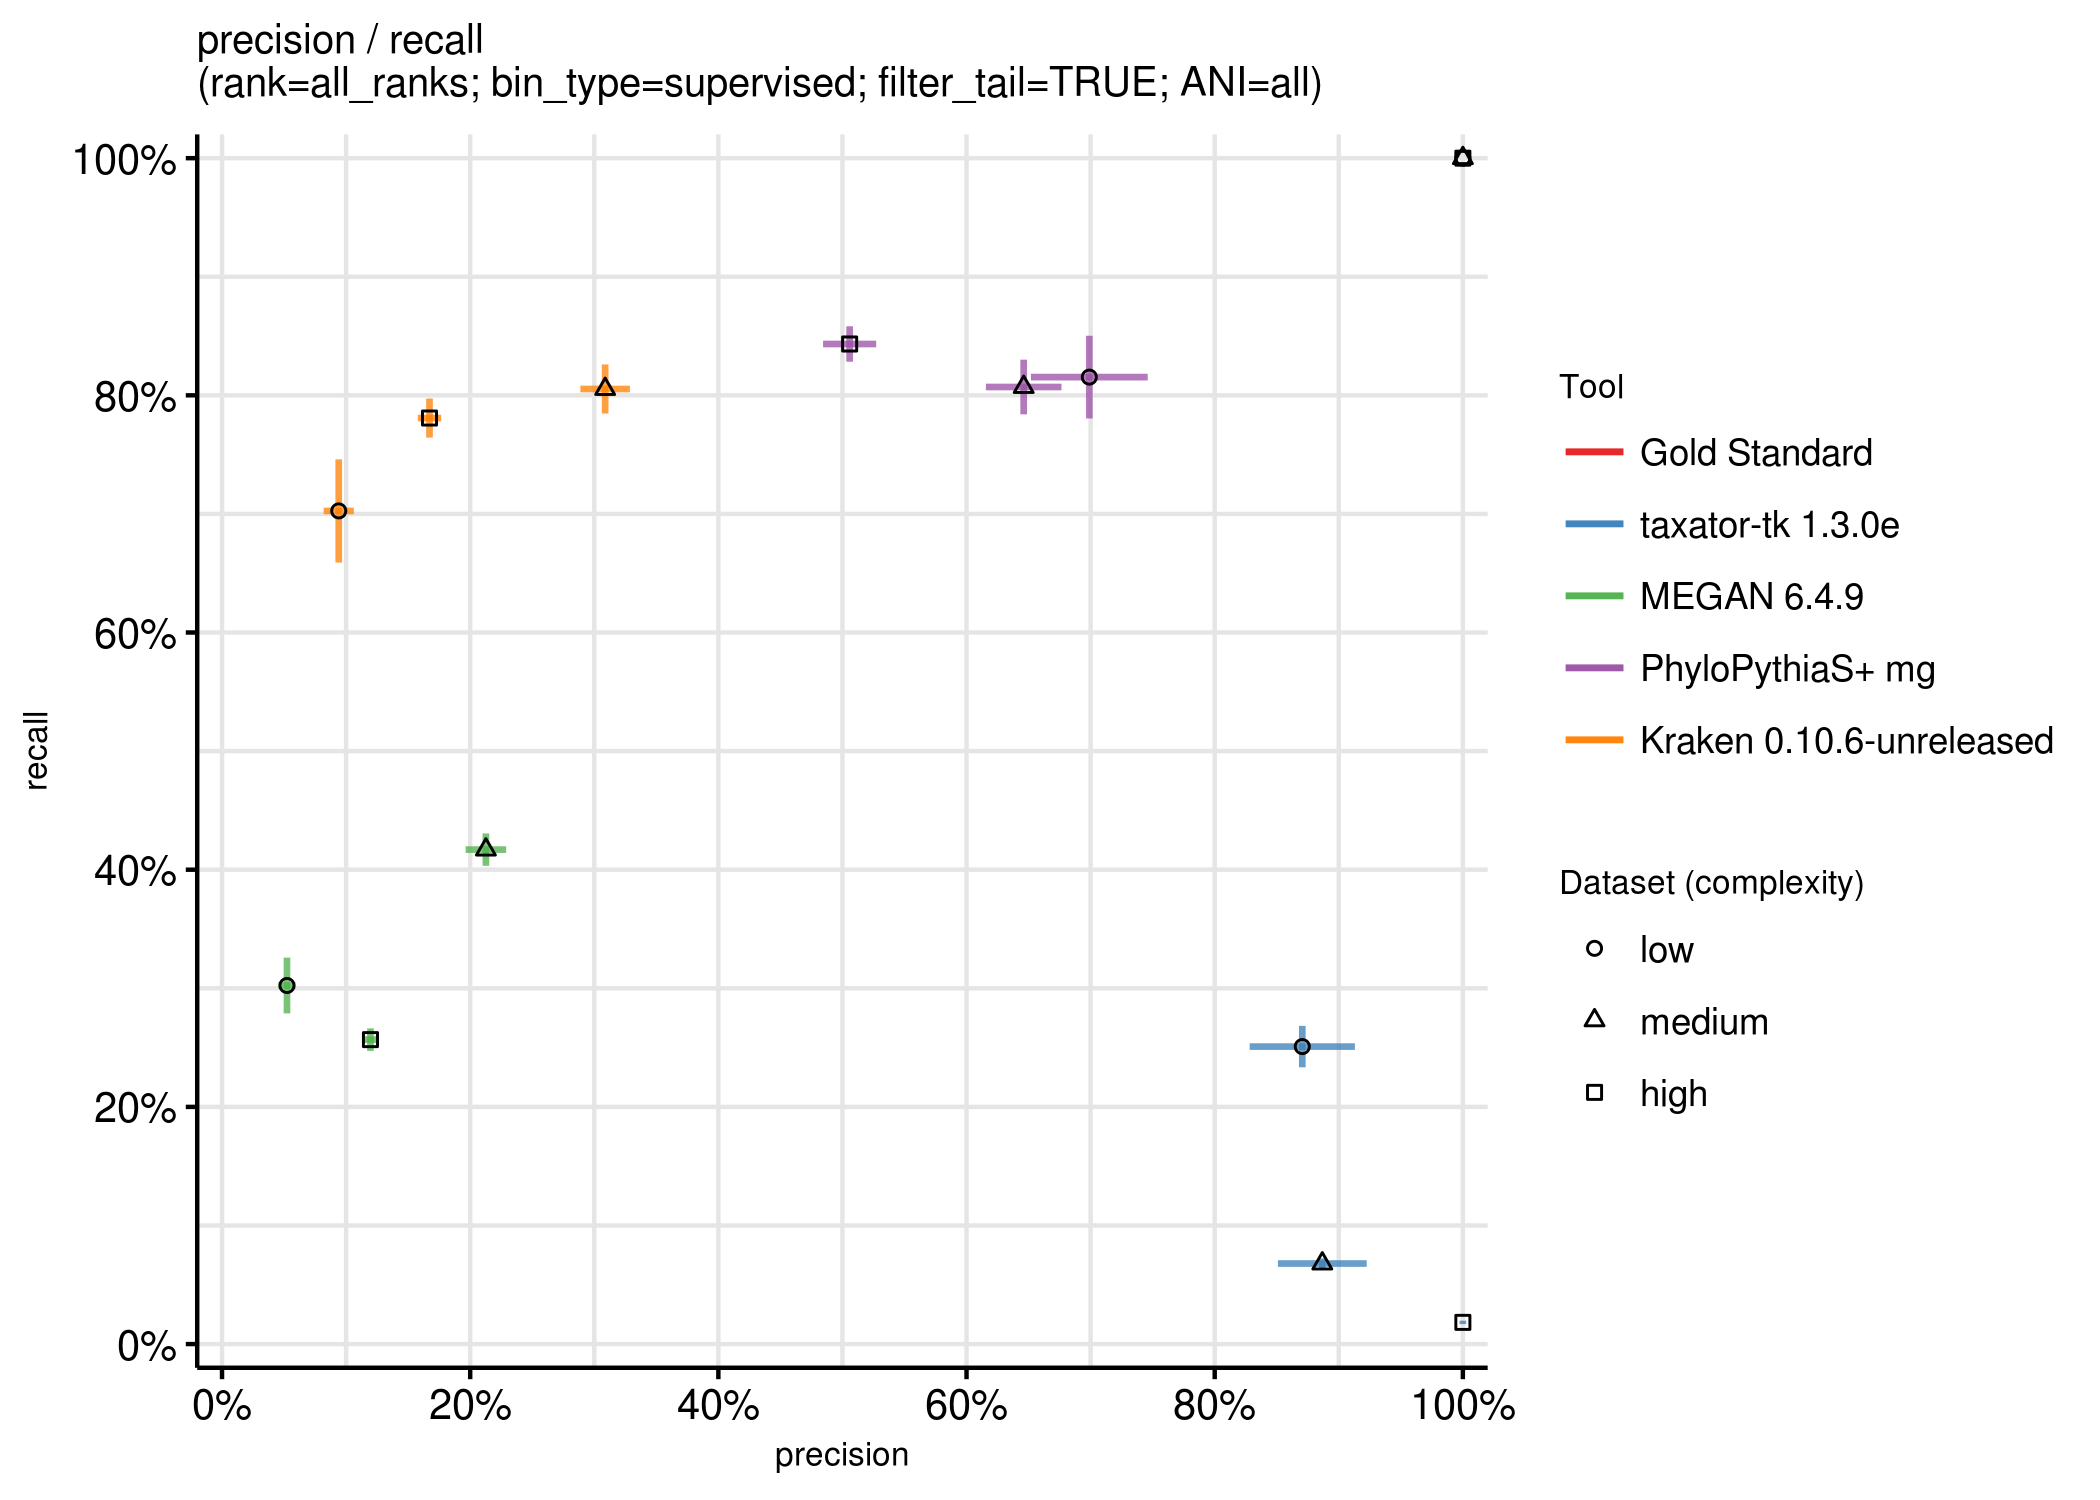 precision / recall
(rank=all_ranks; bin_type=supervised; filter_tail=TRUE; ANI=all)
100%
80%
60%
40%
20%
0%
recall
0%
20%
40%
60%
80%
100%
precision
Tool
Gold Standard
taxator-tk 1.3.0e
MEGAN 6.4.9
PhyloPythiaS+ mg
Kraken 0.10.6-unreleased
Dataset (complexity)
low
medium
high